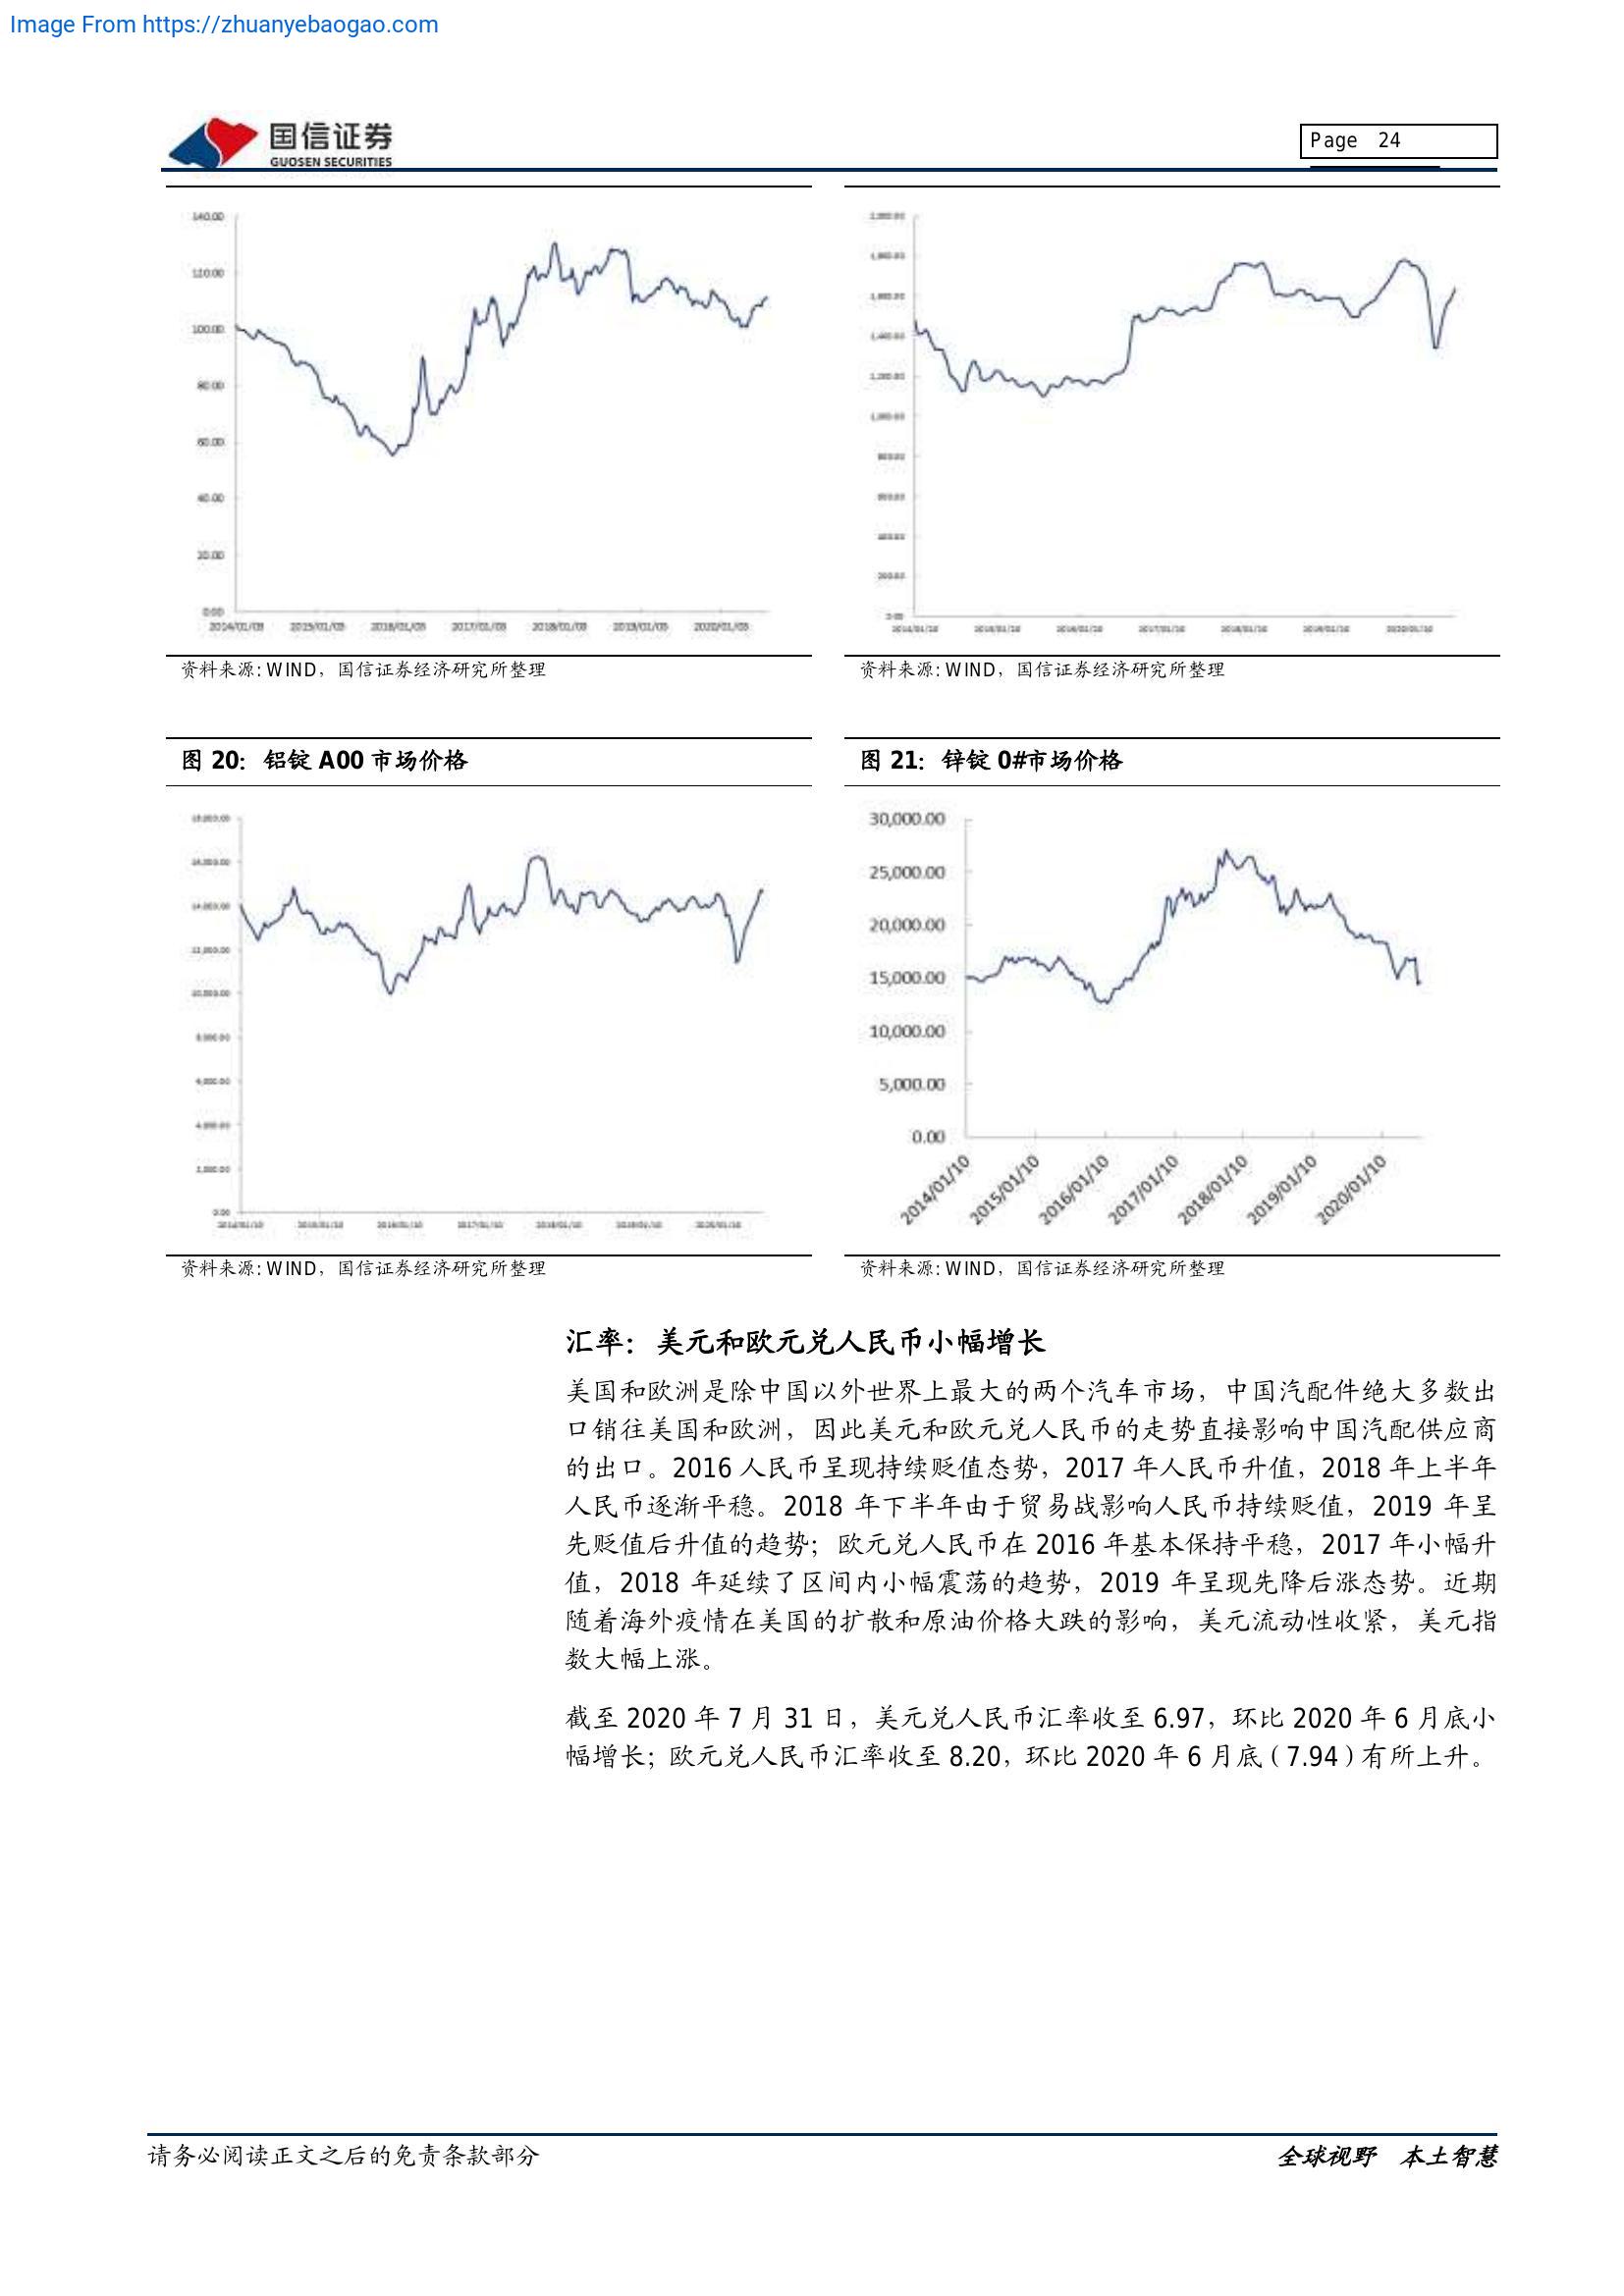 Image From https://zhuanyebaogao.com
国信证券
GUOSEN SECURITIES
Page 24
140.00
120.00
100.00
80.00
60.00
40.00
20.00
0.00
2014/01/03 2015/01/03 2016/01/03 2017/01/03 2018/01/03 2019/01/03 2020/01/03
资料来源: WIND，国信证券经济研究所整理
资料来源: WIND，国信证券经济研究所整理
图 20：铝锭 A00 市场价格
图 21：锌锭 0#市场价格
30,000.00
25,000.00
20,000.00
15,000.00
10,000.00
5,000.00
0.00
2014/01/10 2015/01/10 2016/01/10 2017/01/10 2018/01/10 2019/01/10 2020/01/10
资料来源: WIND，国信证券经济研究所整理
资料来源: WIND，国信证券经济研究所整理
汇率：美元和欧元兑人民币小幅增长
美国和欧洲是除中国以外世界上最大的两个汽车市场，中国汽配件绝大多数出
口销往美国和欧洲，因此美元和欧元兑人民币的走势直接影响中国汽配供应商
的出口。2016 人民币呈现持续贬值态势，2017 年人民币升值，2018 年上半年
人民币逐渐平稳。2018 年下半年由于贸易战影响人民币持续贬值，2019 年呈
先贬值后升值的趋势；欧元兑人民币在 2016 年基本保持平稳，2017 年小幅升
值，2018 年延续了区间内小幅震荡的趋势，2019 年呈现先降后涨态势。近期
随着海外疫情在美国的扩散和原油价格大跌的影响，美元流动性收紧，美元指
数大幅上涨。
截至 2020 年 7 月 31 日，美元兑人民币汇率收至 6.97，环比 2020 年 6 月底小
幅增长；欧元兑人民币汇率收至 8.20，环比 2020 年 6 月底（7.94）有所上升。
请务必阅读正文之后的免责条款部分
全球视野 本土智慧